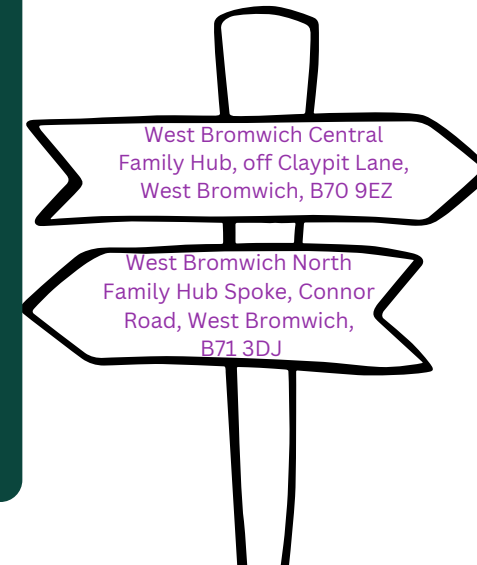 West Bromwich Central
Family Hub, off Claypit Lane,
West Bromwich, B70 9EZ
West Bromwich North
Family Hub Spoke, Connor
Road, West Bromwich,
B71 3DJ